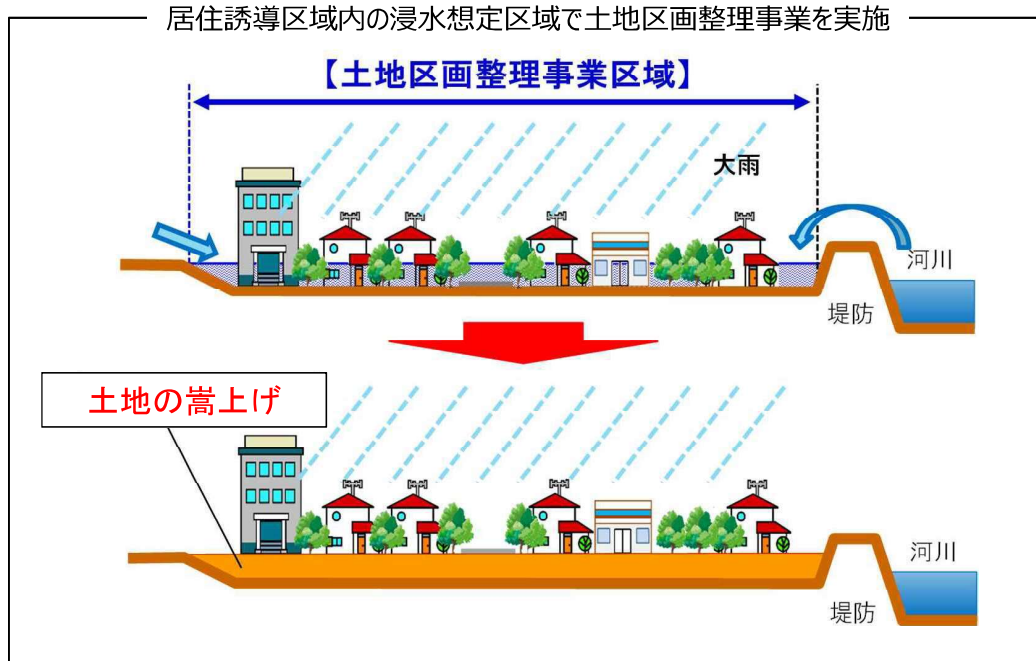 居住誘導区域内の浸水想定区域で土地区画整理事業を実施
【土地区画整理事業区域】
大雨
河川
堤防
土地の嵩上げ
河川
堤防